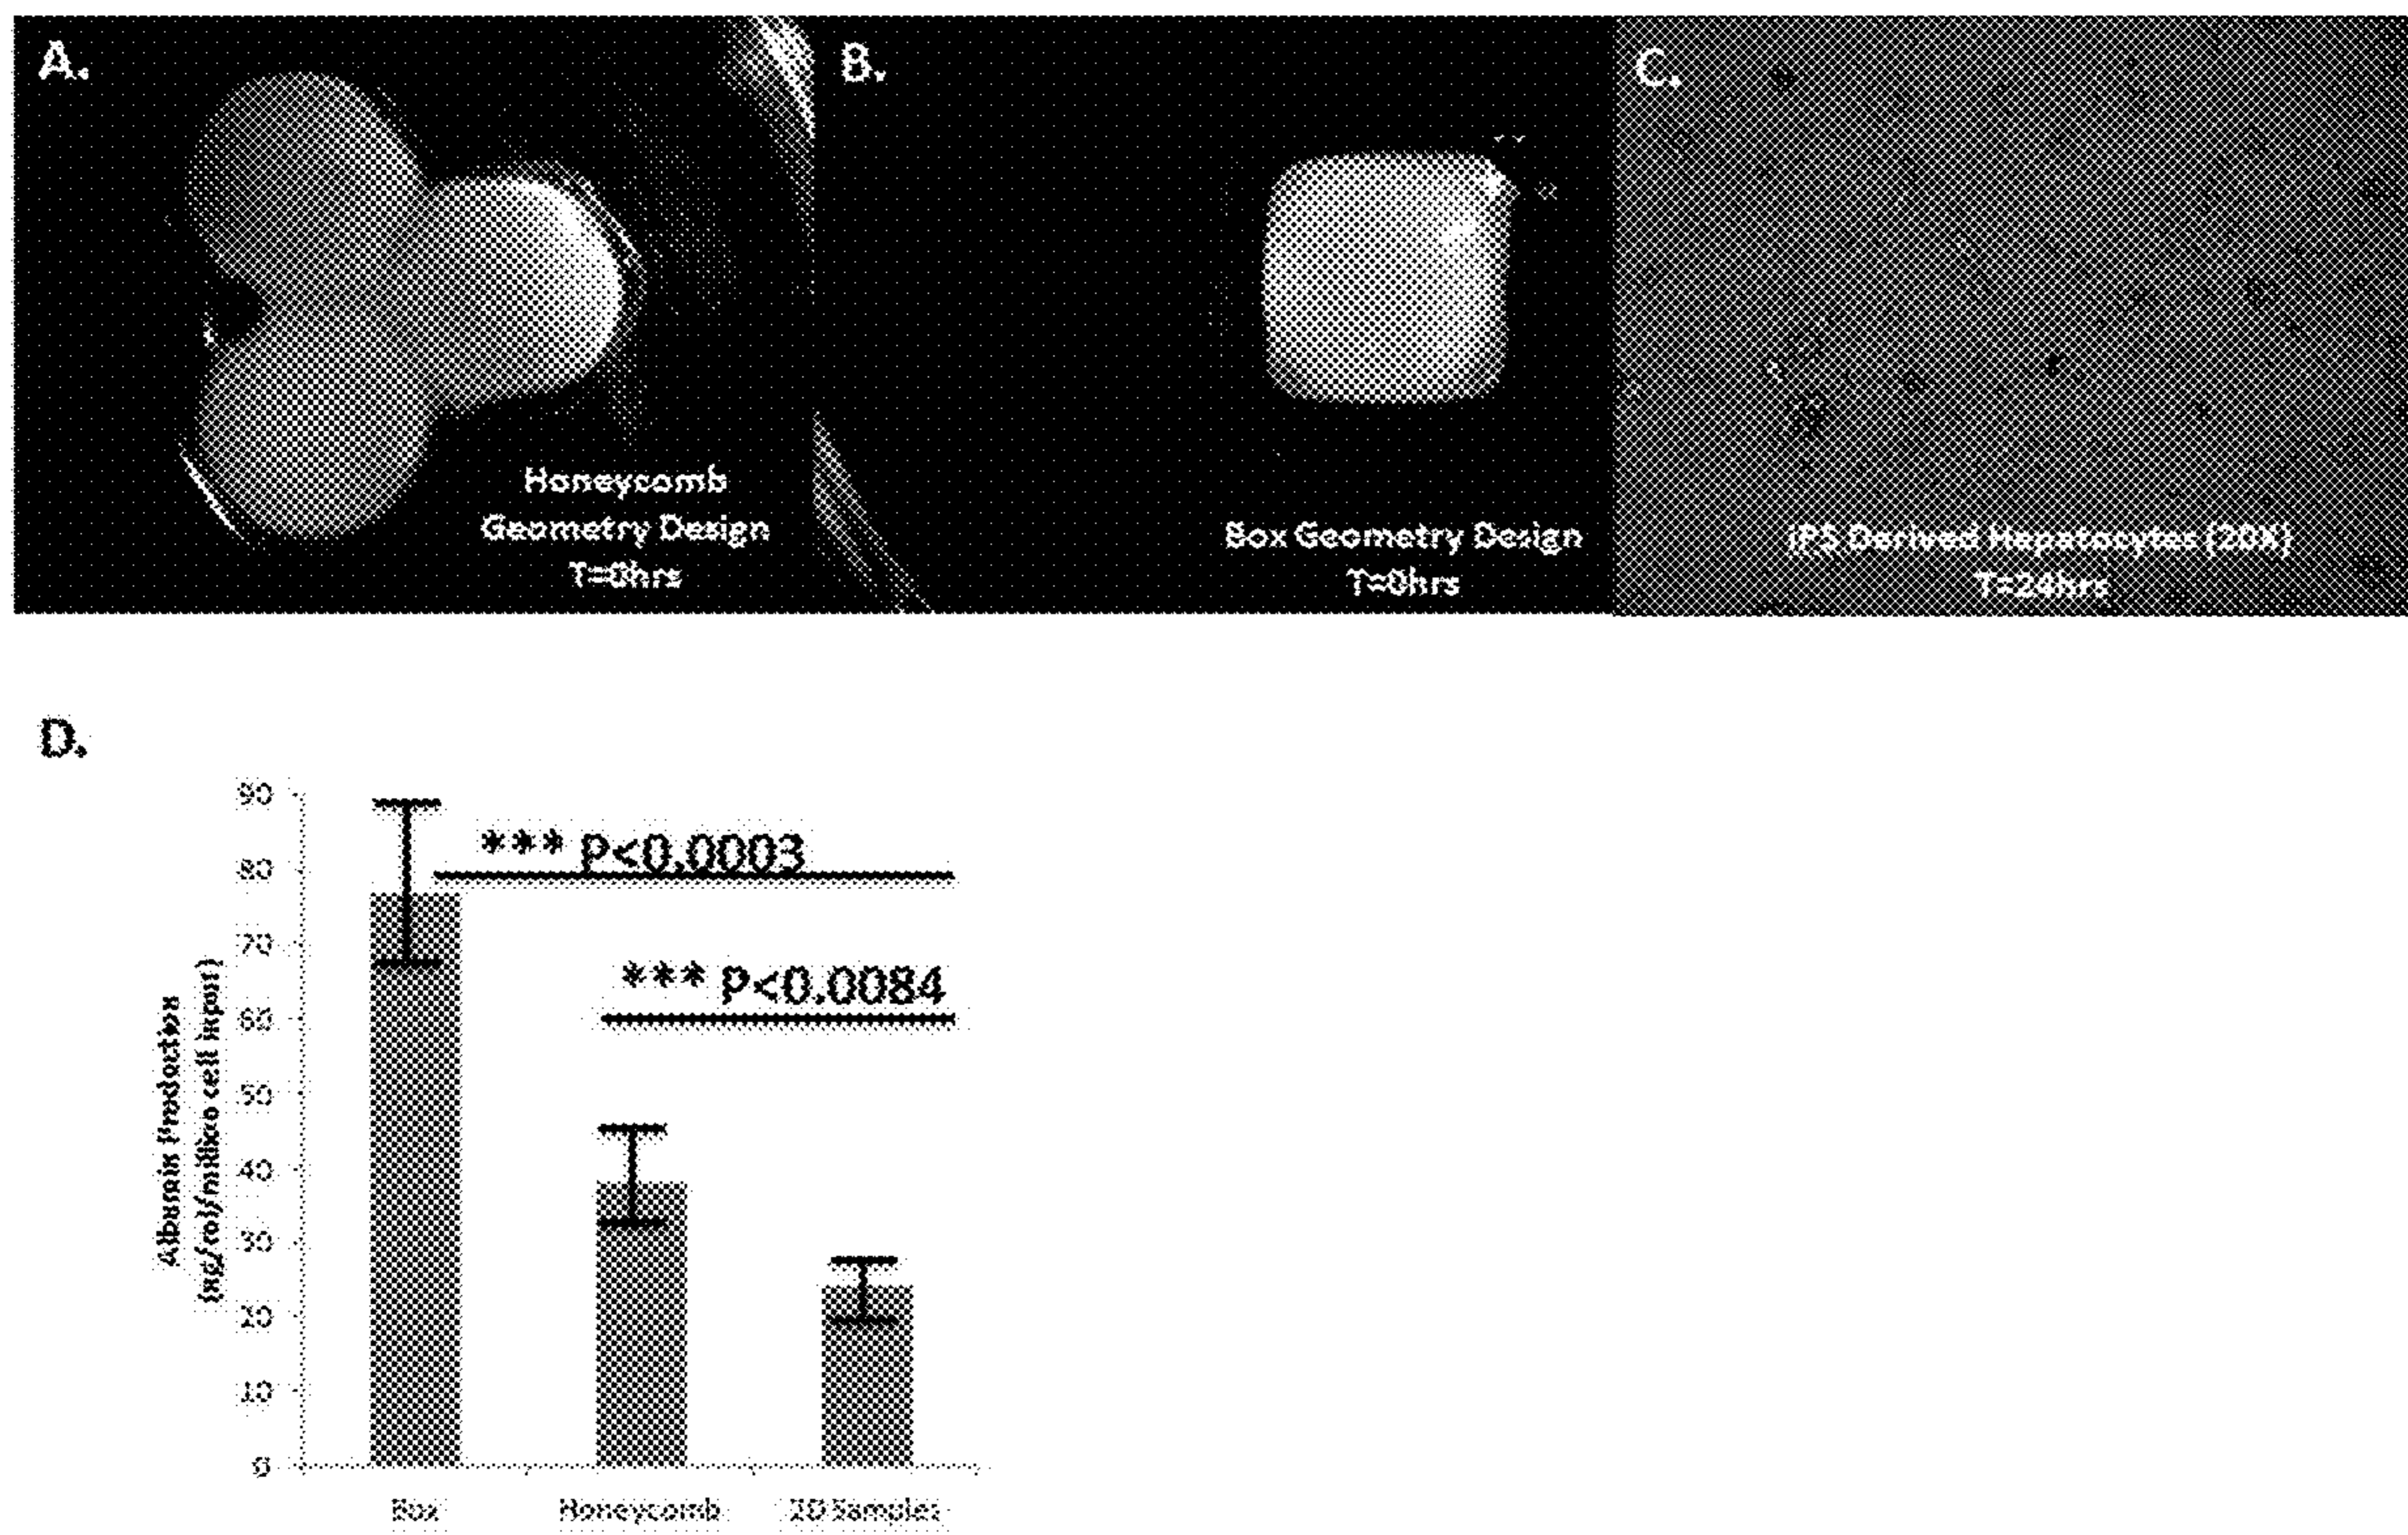 A.
B.
C.
Honeycomb
Geometry Design
T=0hrs
Box Geometry Design
T=0hrs
iPS Derived Hepatocytes (20X)
T=24hrs
D.
Albumin Production
(ng/ml/million cell input)
90
80
70
60
50
40
30
20
10
0
*** P<0.0003
*** P<0.0084
Box
Honeycomb
2D Samples